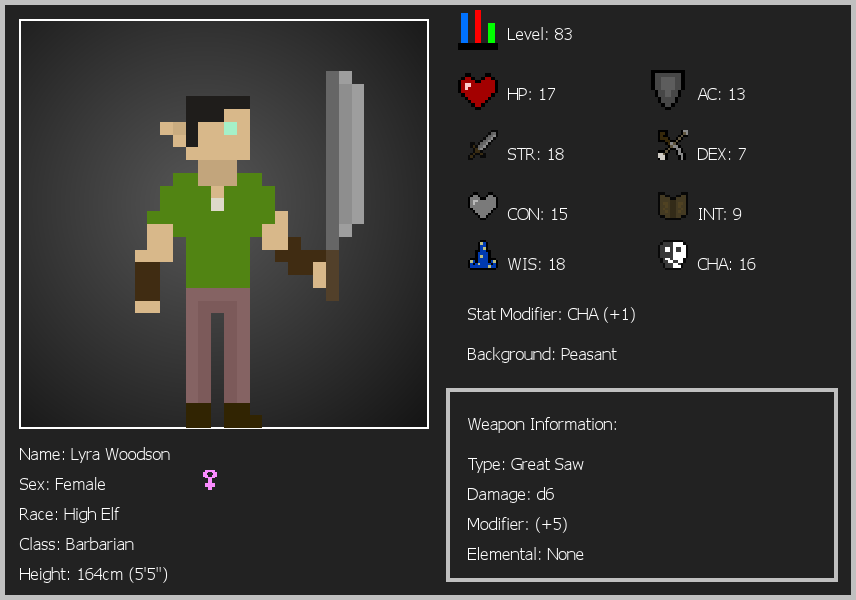 Level: 83
HP: 17
AC: 13
STR: 18
DEX: 7
CON: 15
INT: 9
WIS: 18
CHA: 16
Stat Modifier: CHA (+1)
Background: Peasant
Weapon Information:
Type: Great Saw
Damage: d6
Modifier: (+5)
Elemental: None
Name: Lyra Woodson
Sex: Female
Race: High Elf
Class: Barbarian
Height: 164cm (5'5")